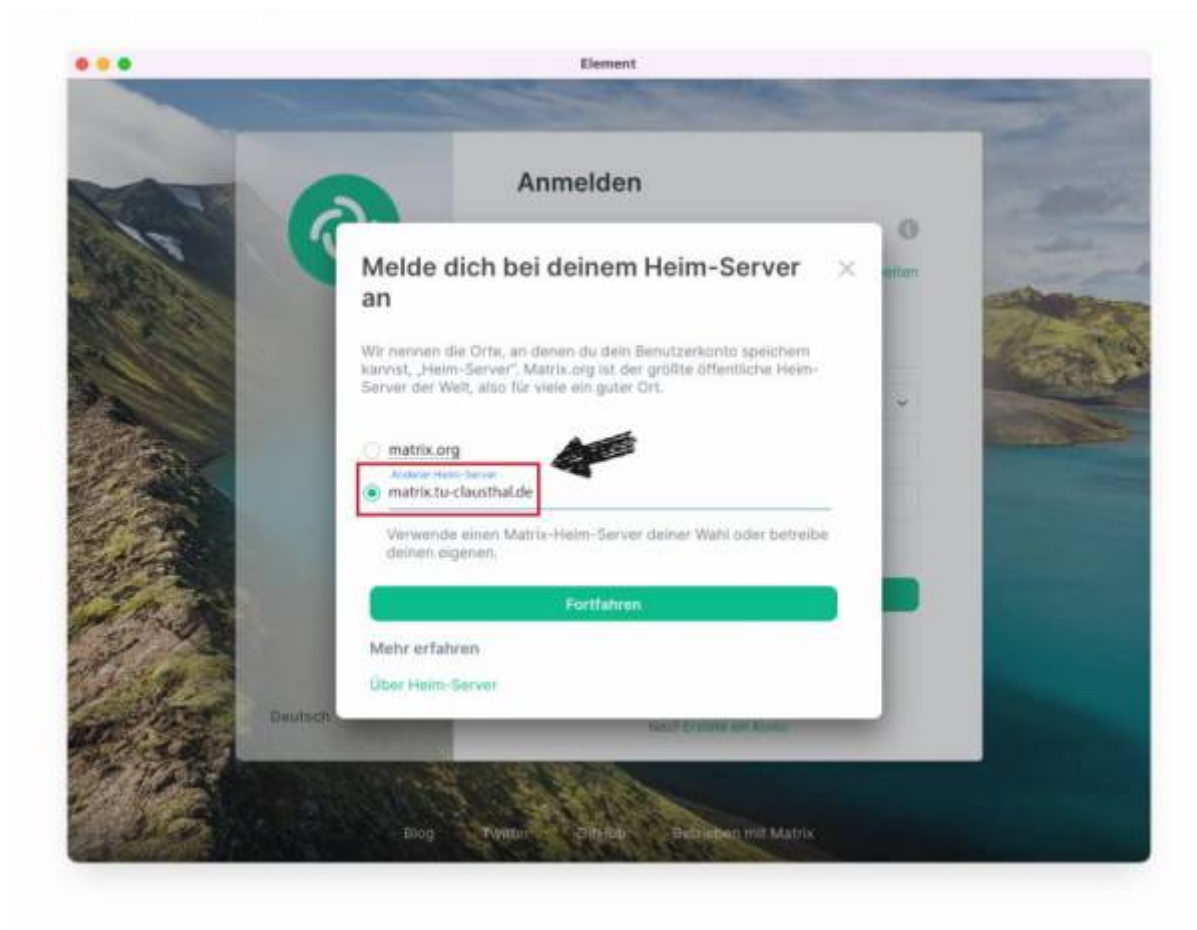 Element
Anmelden
Melde dich bei deinem Heim-Server
an
Wir nennen die Orte, an denen du dein Benutzerkonto speichern
kannst, „Heim-Server“. Matrix.org ist der größte öffentliche Heim-
Server der Welt, also für viele ein guter Ort.
matrix.org
Anderer Heim-Server
matrix.tu-clausthal.de
Verwende einen Matrix-Heim-Server deiner Wahl oder betreibe
deinen eigenen.
Fortfahren
Mehr erfahren
Über Heim-Server
Deutsch
Neu? Erstelle ein Konto
Blog Twitter GitHub Betrieben mit Matrix